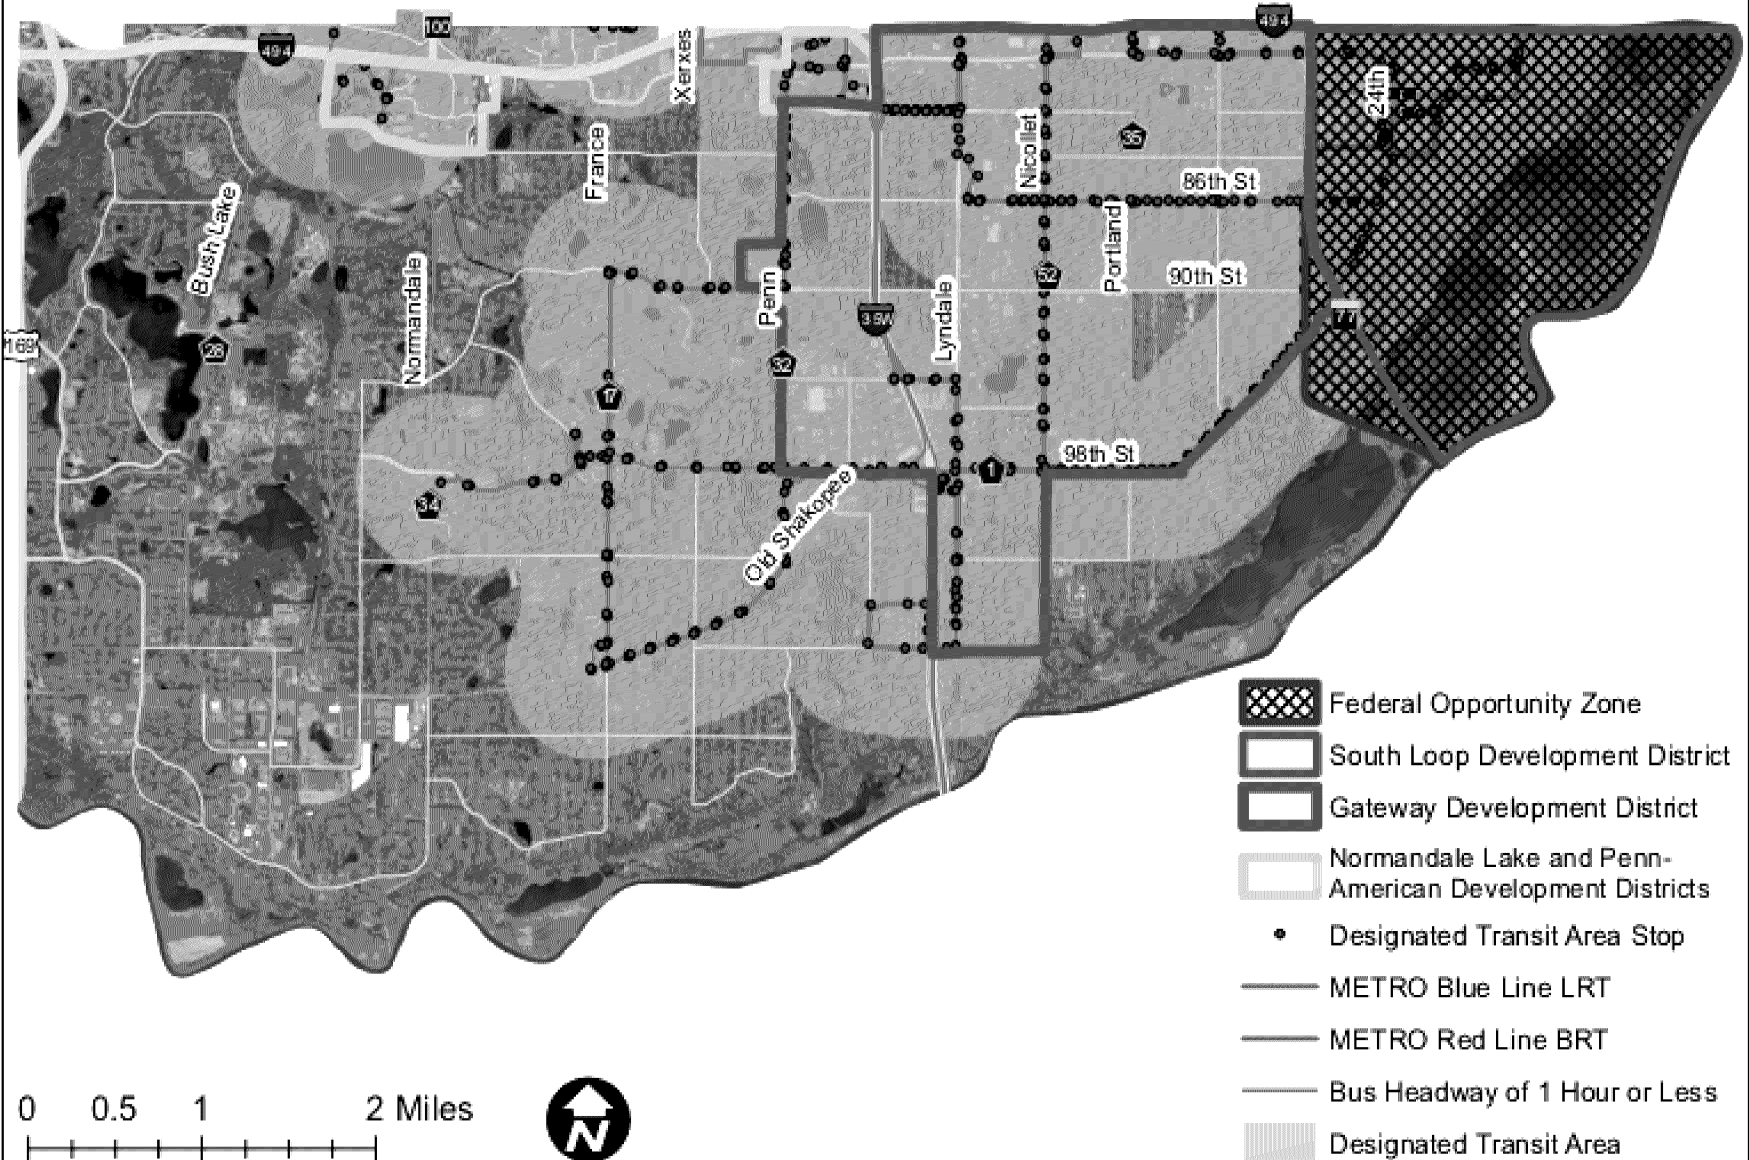 494
100
494
Xerxes
24th
35
France
Nicollet
86th St
Bush Lake
Portland
Normandale
Penn
52
90th St
Lyndale
35W
77
169
28
32
17
98th St
1
34
Old Shakopee
Federal Opportunity Zone
South Loop Development District
Gateway Development District
Normandale Lake and Penn-
American Development Districts
Designated Transit Area Stop
METRO Blue Line LRT
METRO Red Line BRT
Bus Headway of 1 Hour or Less
Designated Transit Area
0 0.5 1 2 Miles
N